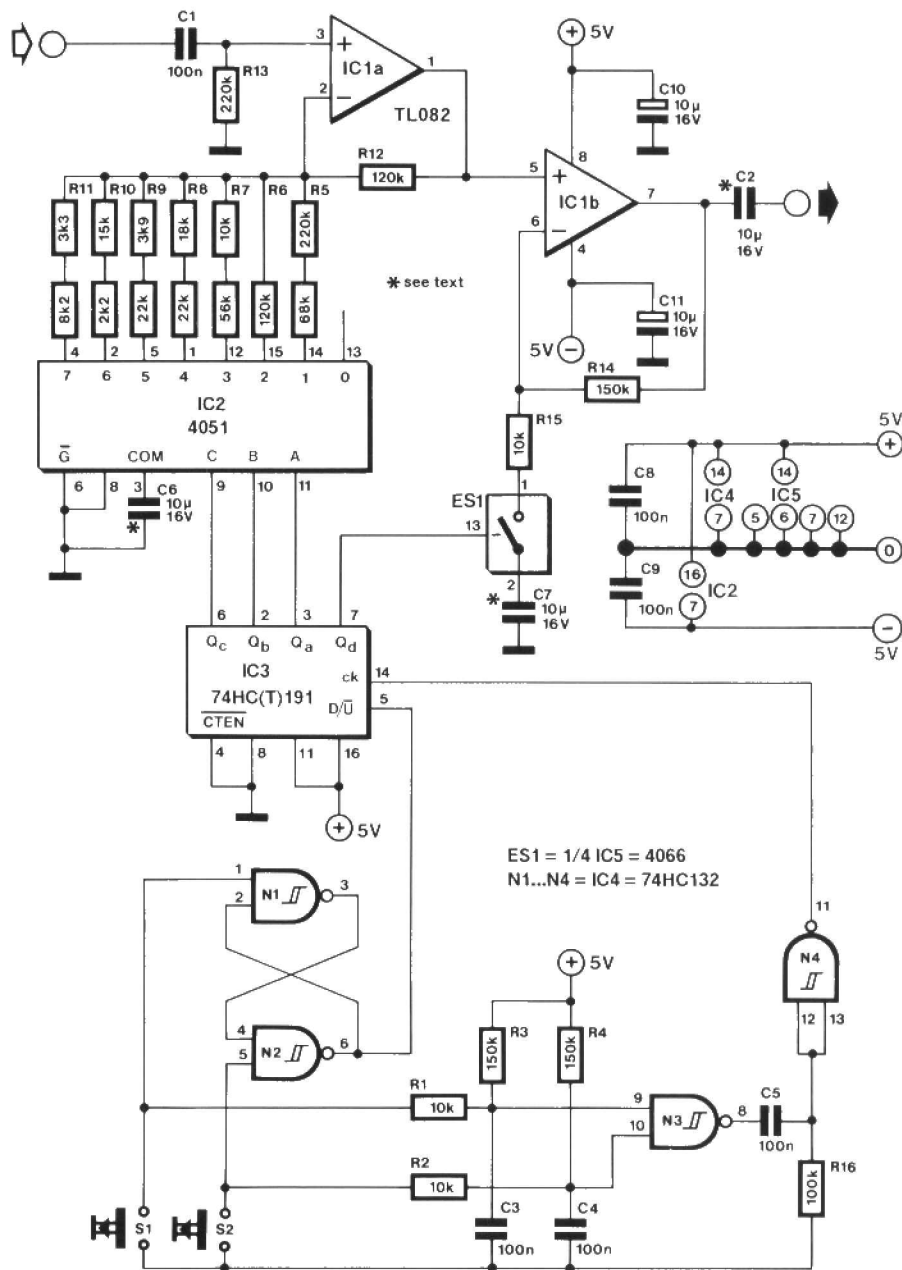 C1
100n
R13
220k
3
+
IC1a
1
2
−
TL082
R12
120k
+
5V
C10
10µ
16V
8
5
+
IC1b
7
6
−
4
*
C2
10µ
16V
C11
10µ
16V
5V
−
* see text
R11
R10
R9
R8
R7
R6
R5
3k3
15k
3k9
18k
10k
220k
8k2
2k2
22k
22k
56k
120k
68k
4
2
5
1
12
15
14
13
7
6
5
4
3
2
1
0
IC2
4051
G
COM
C
B
A
6
8
3
9
10
11
C6
10µ
16V
*
R14
150k
R15
10k
1
ES1
13
2
*
C7
10µ
16V
5V
+
C8
100n
14
14
IC4
IC5
7
5
6
7
12
0
C9
100n
16
IC2
7
−
5V
6
2
3
7
Qc
Qb
Qa
Qd
IC3
74HC(T)191
ck
14
D/U
5
CTEN
4
8
11
16
+
5V
ES1 = 1/4 IC5 = 4066
N1...N4 = IC4 = 74HC132
1
2
N1
3
4
5
N2
6
11
N4
12
13
+
5V
R3
150k
R4
150k
R1
10k
9
10
N3
8
C5
100n
R2
10k
R16
100k
S1
S2
C3
100n
C4
100n